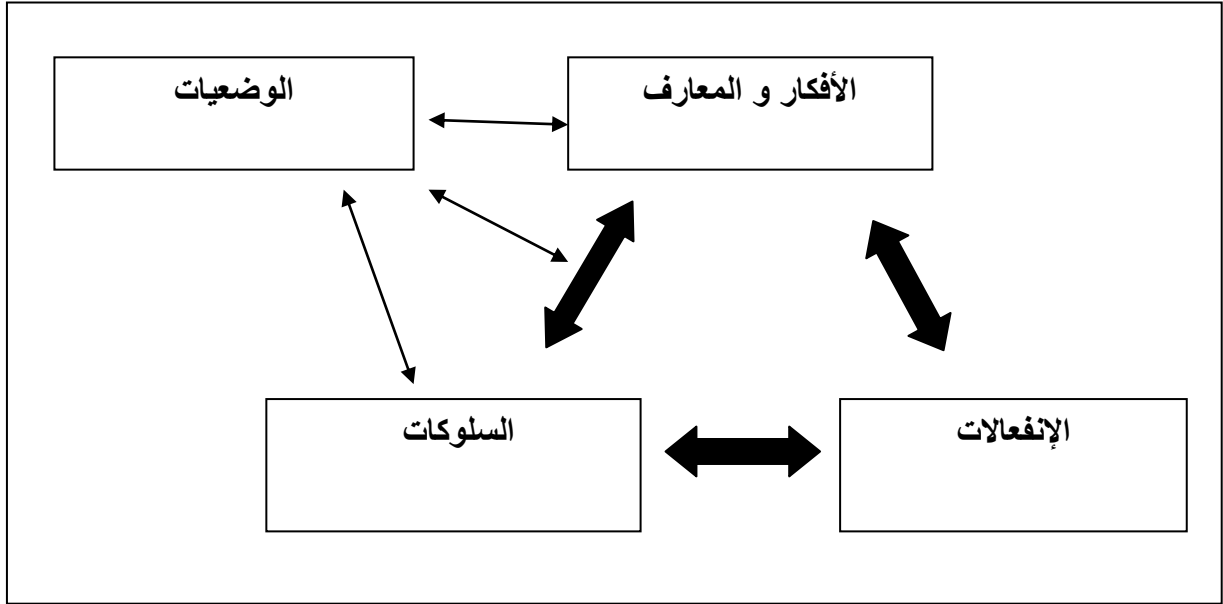 الوضعيات
الأفكار و المعارف
السلوكات
الإنفعالات